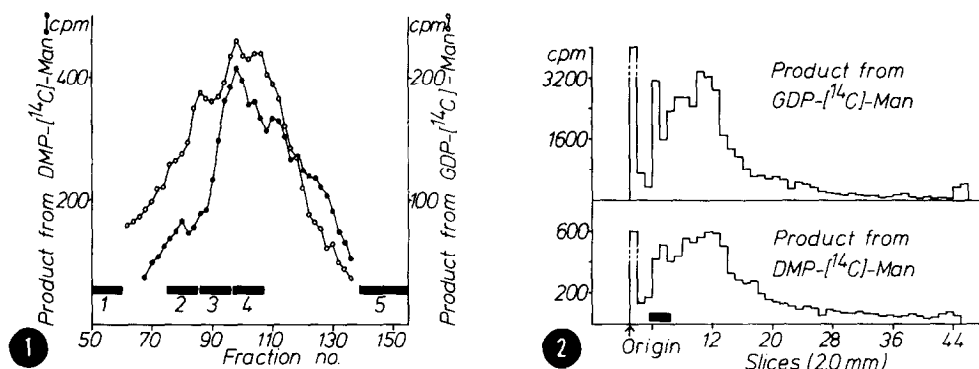 cpm
cpm
Product from DMP-[14C]-Man
400
200
200
100
Product from GDP-[14C]-Man
1
2
3
4
5
50
70
90
110
130
150
Fraction no.
1
cpm
3200
1600
Product from
GDP-[14C]-Man
600
200
Product from
DMP-[14C]-Man
Origin
12
20
28
36
44
Slices (2.0 mm)
2